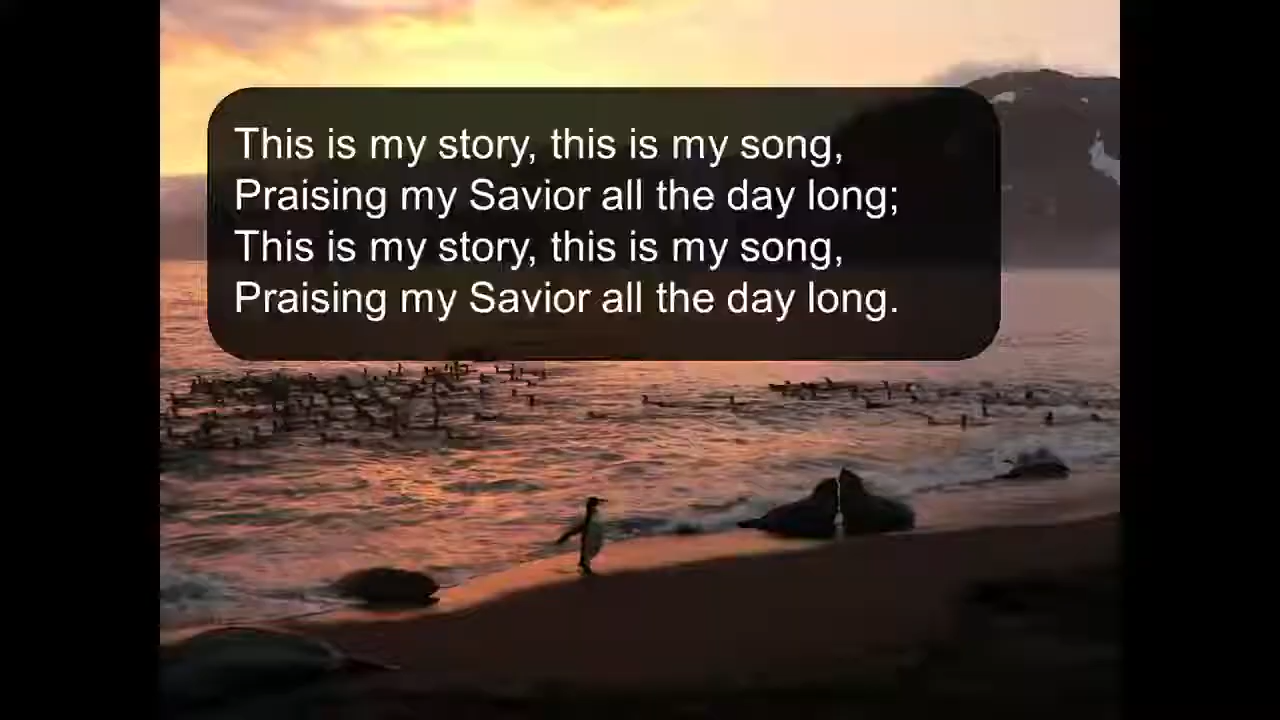 This is my story, this is my song,
Praising my Savior all the day long;
This is my story, this is my song,
Praising my Savior all the day long.